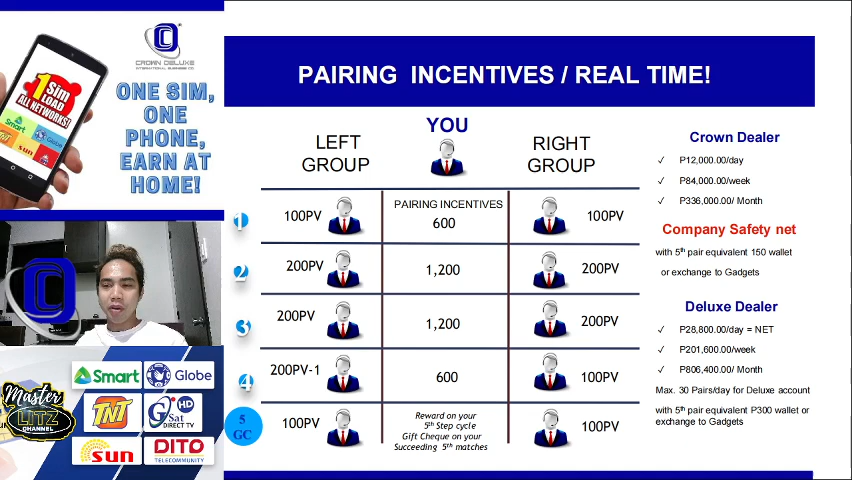 CROWN DELUXE
INTERNATIONAL BUSINESS CO.
ONE SIM,
ONE
PHONE,
EARN AT
HOME!
1 Sim
LOAD
ALL NETWORKS!
Smart
Globe
TNT
sun
Smart
Globe
TNT
G Sat HD
DIRECT TV
sun
DITO
TELECOMMUNITY
Master
LITZ
CHANNEL
PAIRING INCENTIVES / REAL TIME!
LEFT
GROUP
YOU
RIGHT
GROUP
1
100PV
PAIRING INCENTIVES
600
100PV
2
200PV
1,200
200PV
3
200PV
1,200
200PV
4
200PV-1
600
100PV
5
GC
100PV
Reward on your
5th Step cycle
Gift Cheque on your
Succeeding 5th matches
100PV
Crown Dealer
✓ P12,000.00/day
✓ P84,000.00/week
✓ P336,000.00/ Month
Company Safety net
with 5th pair equivalent 150 wallet
or exchange to Gadgets
Deluxe Dealer
✓ P28,800.00/day = NET
✓ P201,600.00/week
✓ P806,400.00/ Month
Max. 30 Pairs/day for Deluxe account
with 5th pair equivalent P300 wallet or
exchange to Gadgets